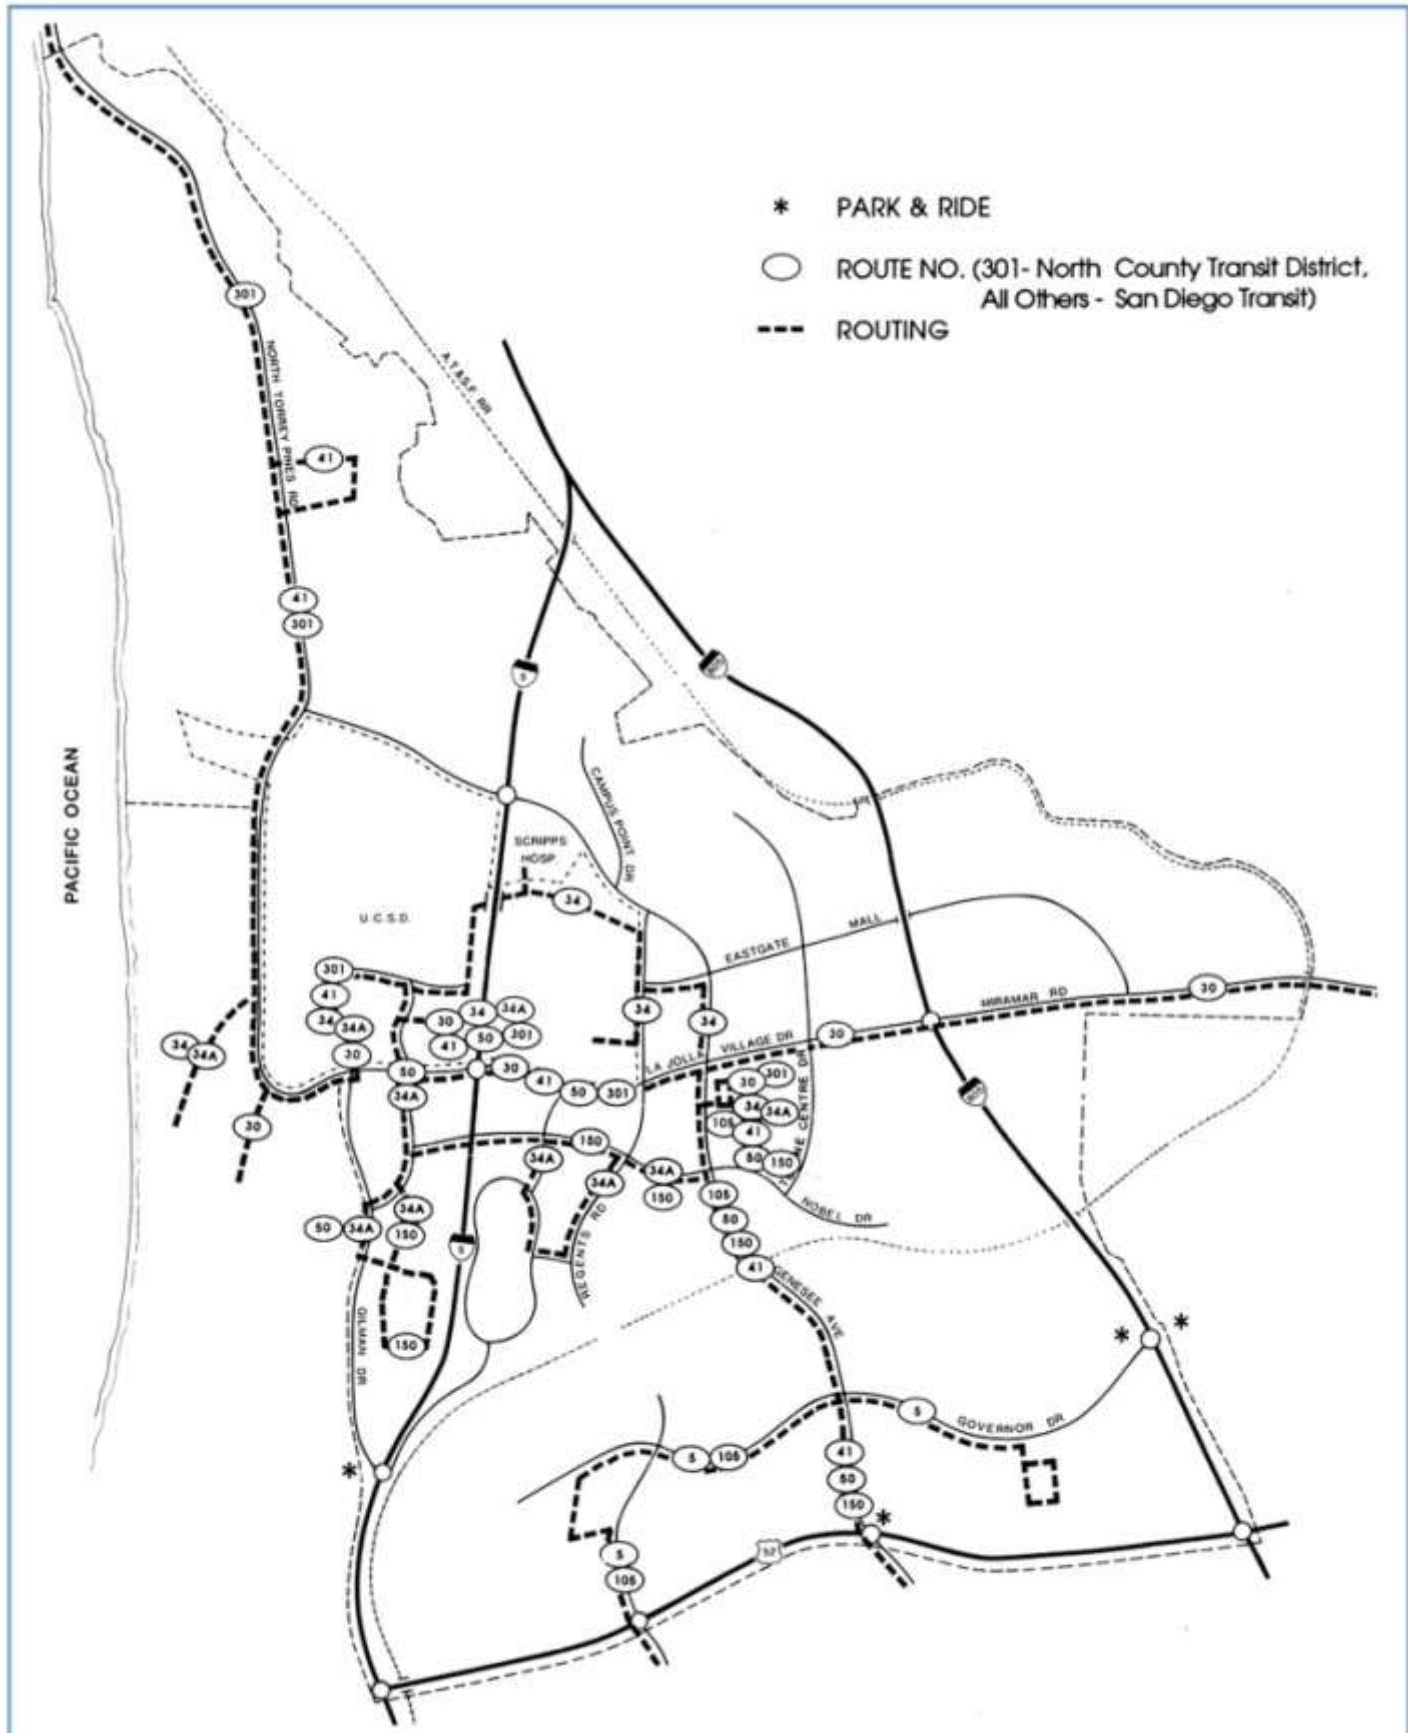 * PARK & RIDE
ROUTE NO. (301- North County Transit District,
All Others - San Diego Transit)
ROUTING
301
NORTH TORREY PINES RD
A.T.&S.F. RR
41
41
301
5
805
PACIFIC OCEAN
CAMPUS POINT DR
SCRIPPS
HOSP
34
U.C.S.D.
EASTGATE MALL
MIRAMAR RD
30
301
41
34
34A
30
34
34A
30
34
34A
50
301
41
34
34
LA JOLLA VILLAGE DR
30
30
41
50
301
50
34A
30
301
34
34A
105
41
50
150
CENTRE DR
30
150
34A
34A
34A
150
105
50
150
41
NOBEL DR
REGENTS RD
50
34A
34A
150
5
GENESEE AVE
GILMAN DR
150
*
*
5
GOVERNOR DR
5
105
41
50
150
*
*
5
105
52
805